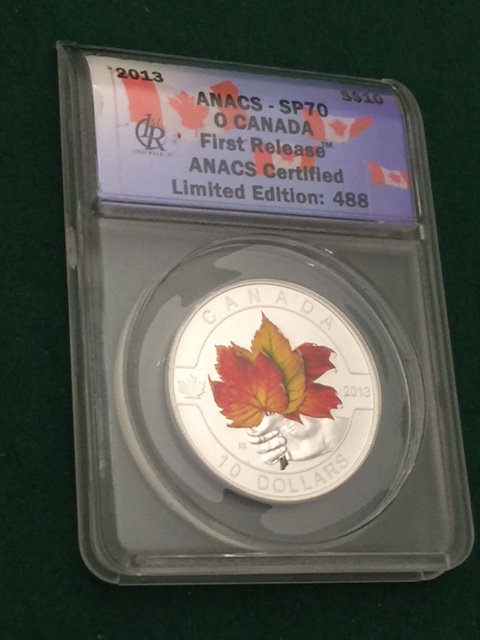 2013
S$10
ANACS - SP70
O CANADA
First Release™
ANACS Certified
Limited Edition: 488
CANADA
2013
10 DOLLARS